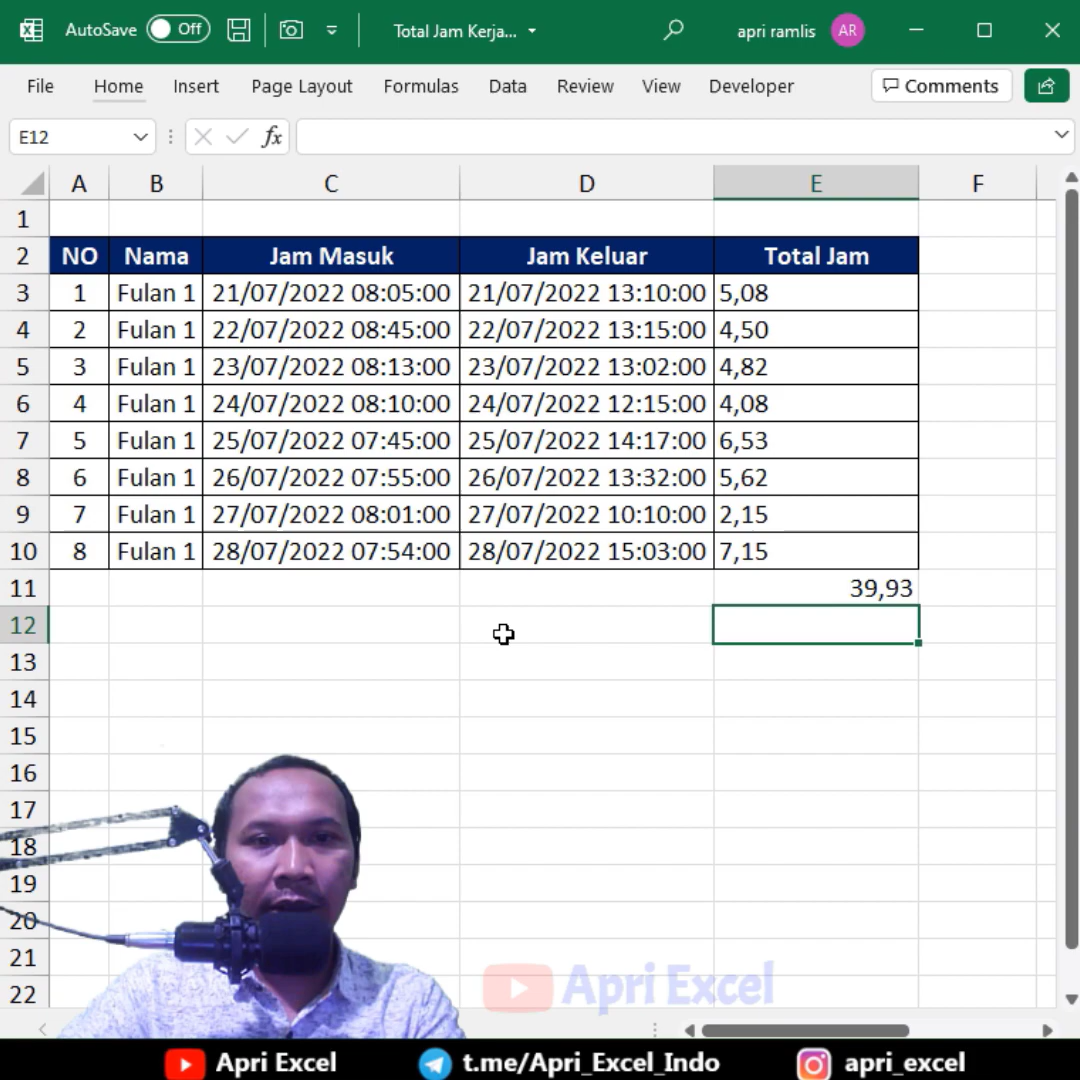 AutoSave Off Total Jam Kerja... apri ramlis AR
File Home Insert Page Layout Formulas Data Review View Developer Comments
E12 fx
A B C D E F
1
2 NO Nama Jam Masuk Jam Keluar Total Jam
3 1 Fulan 1 21/07/2022 08:05:00 21/07/2022 13:10:00 5,08
4 2 Fulan 1 22/07/2022 08:45:00 22/07/2022 13:15:00 4,50
5 3 Fulan 1 23/07/2022 08:13:00 23/07/2022 13:02:00 4,82
6 4 Fulan 1 24/07/2022 08:10:00 24/07/2022 12:15:00 4,08
7 5 Fulan 1 25/07/2022 07:45:00 25/07/2022 14:17:00 6,53
8 6 Fulan 1 26/07/2022 07:55:00 26/07/2022 13:32:00 5,62
9 7 Fulan 1 27/07/2022 08:01:00 27/07/2022 10:10:00 2,15
10 8 Fulan 1 28/07/2022 07:54:00 28/07/2022 15:03:00 7,15
11 39,93
12
13
14
15
16
17
18
19
20
21
22
Apri Excel
Apri Excel t.me/Apri_Excel_Indo apri_excel